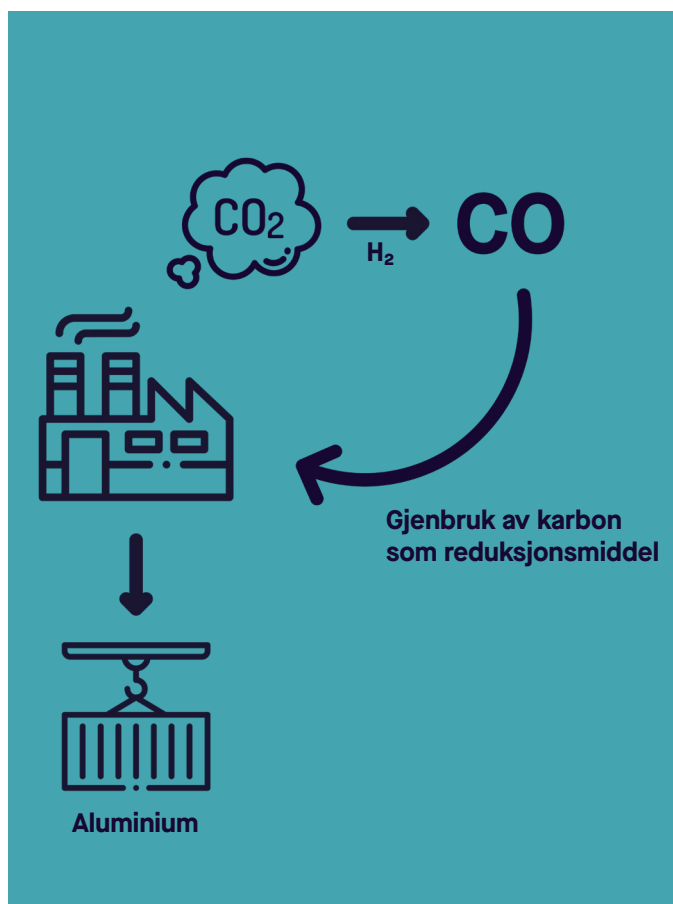 CO₂
H₂
CO
Gjenbruk av karbon
som reduksjonsmiddel
Aluminium